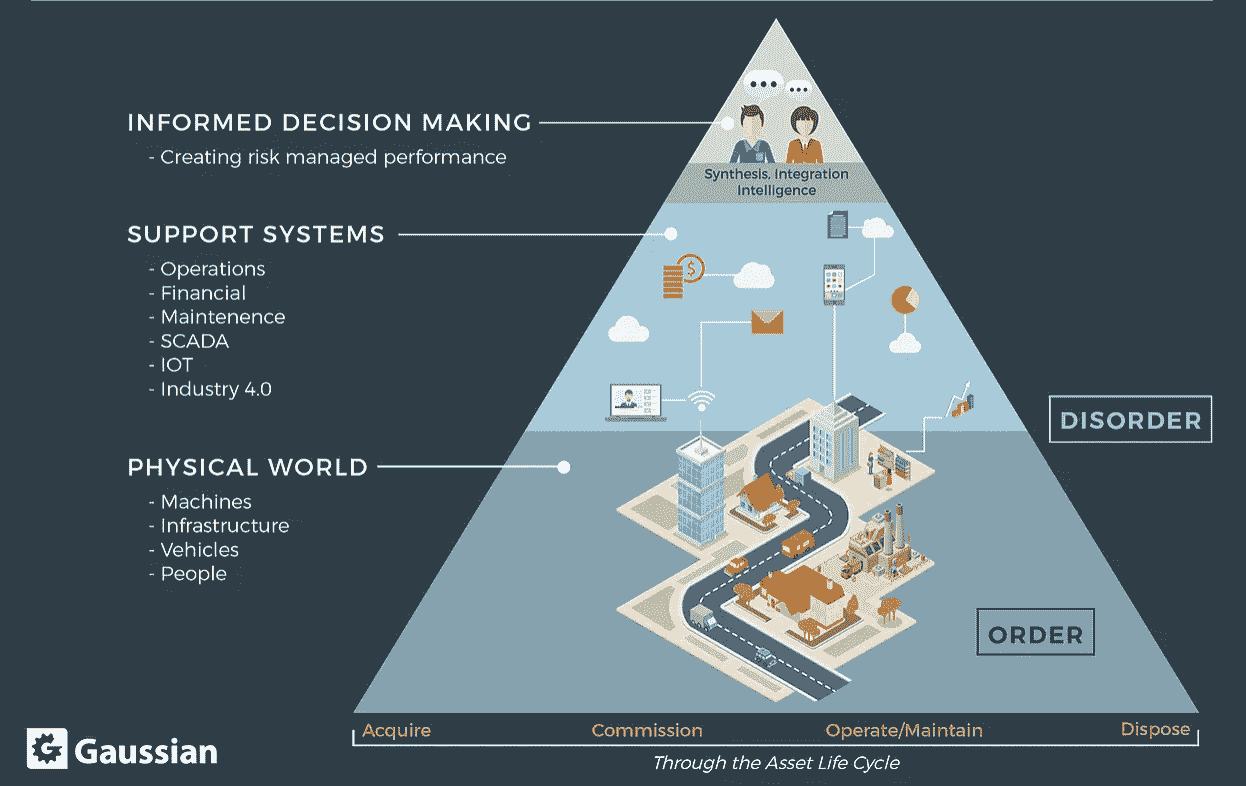 INFORMED DECISION MAKING
- Creating risk managed performance
Synthesis, Integration
Intelligence
SUPPORT SYSTEMS
- Operations
- Financial
- Maintenence
- SCADA
- IOT
- Industry 4.0
$
DISORDER
PHYSICAL WORLD
- Machines
- Infrastructure
- Vehicles
- People
ORDER
Acquire Commission Operate/Maintain Dispose
Through the Asset Life Cycle
G Gaussian